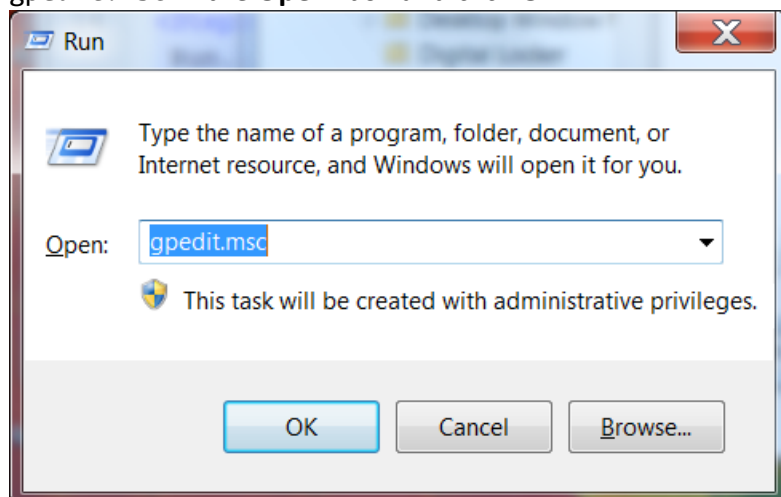 Run
Type the name of a program, folder, document, or
Internet resource, and Windows will open it for you.
Open: gpedit.msc
This task will be created with administrative privileges.
OK Cancel Browse...